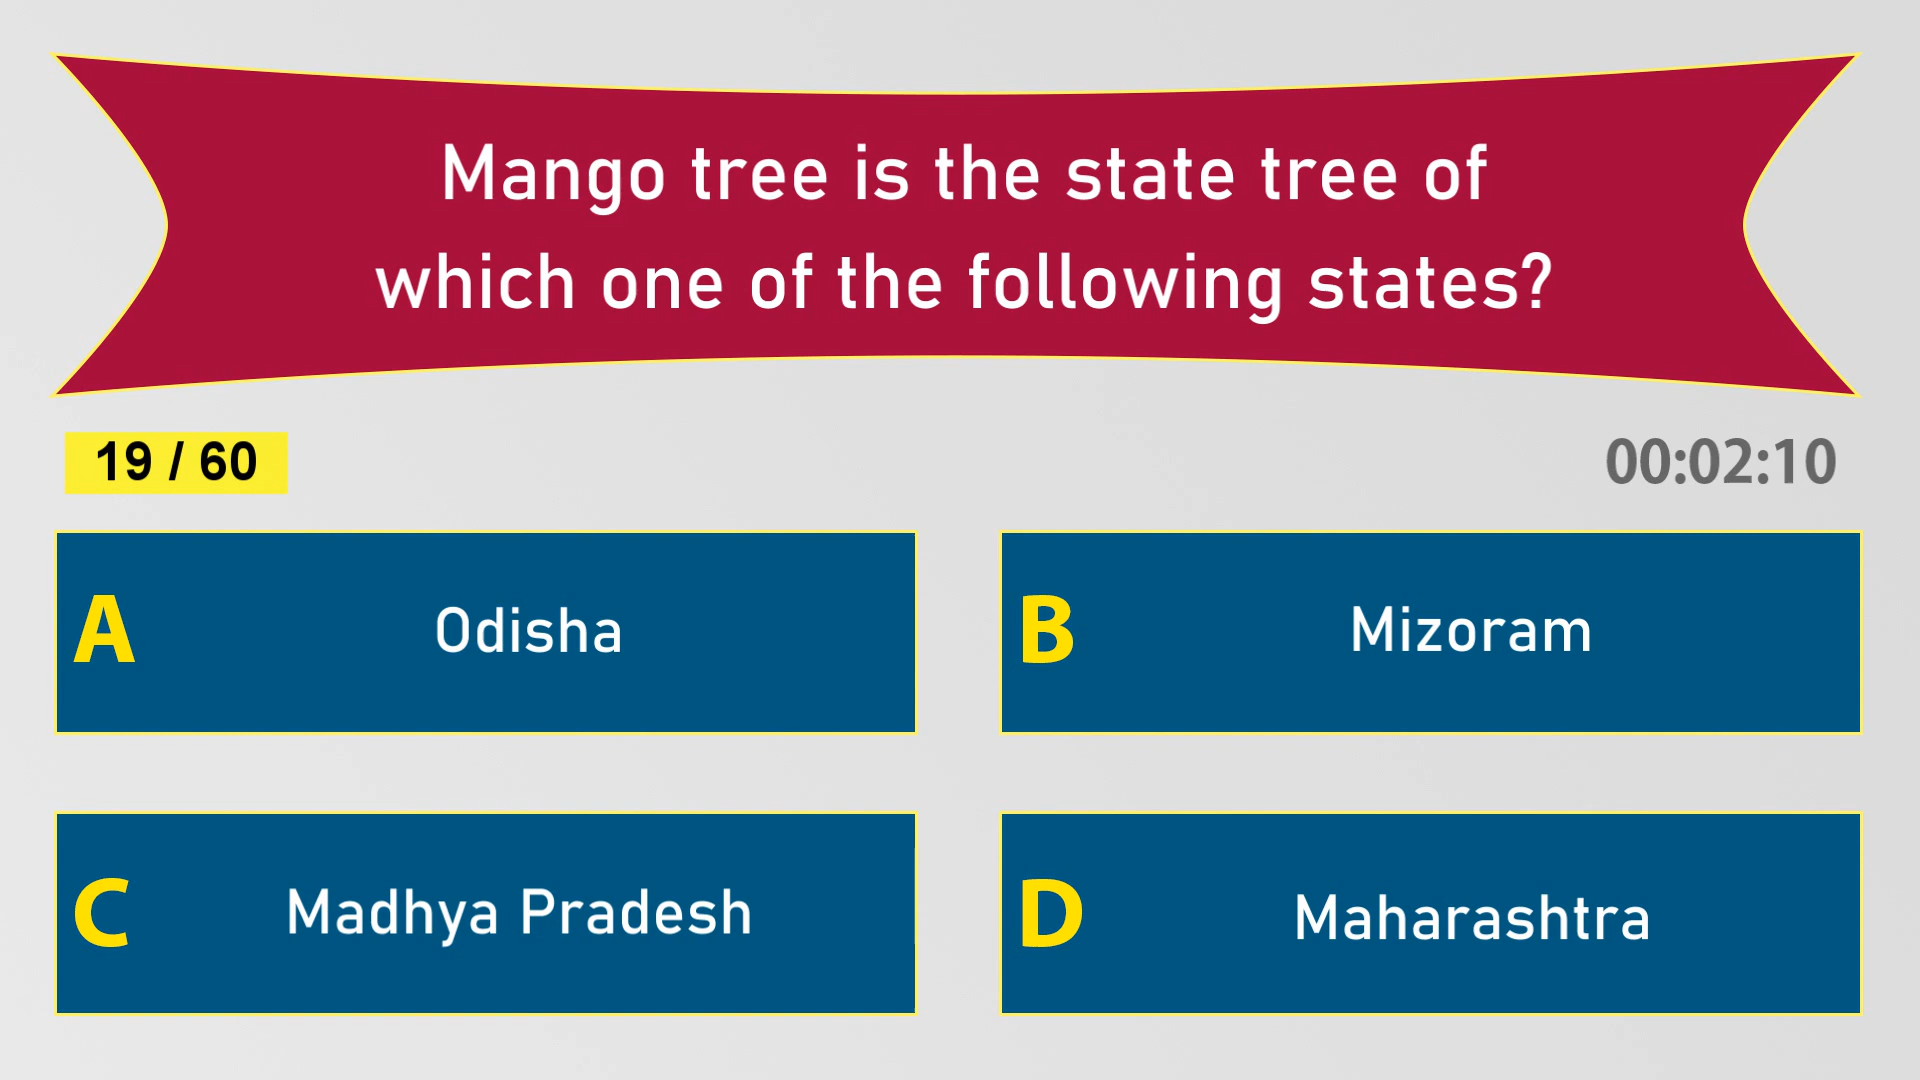 Mango tree is the state tree of
which one of the following states?
19 / 60
00:02:10
A Odisha
B Mizoram
C Madhya Pradesh
D Maharashtra